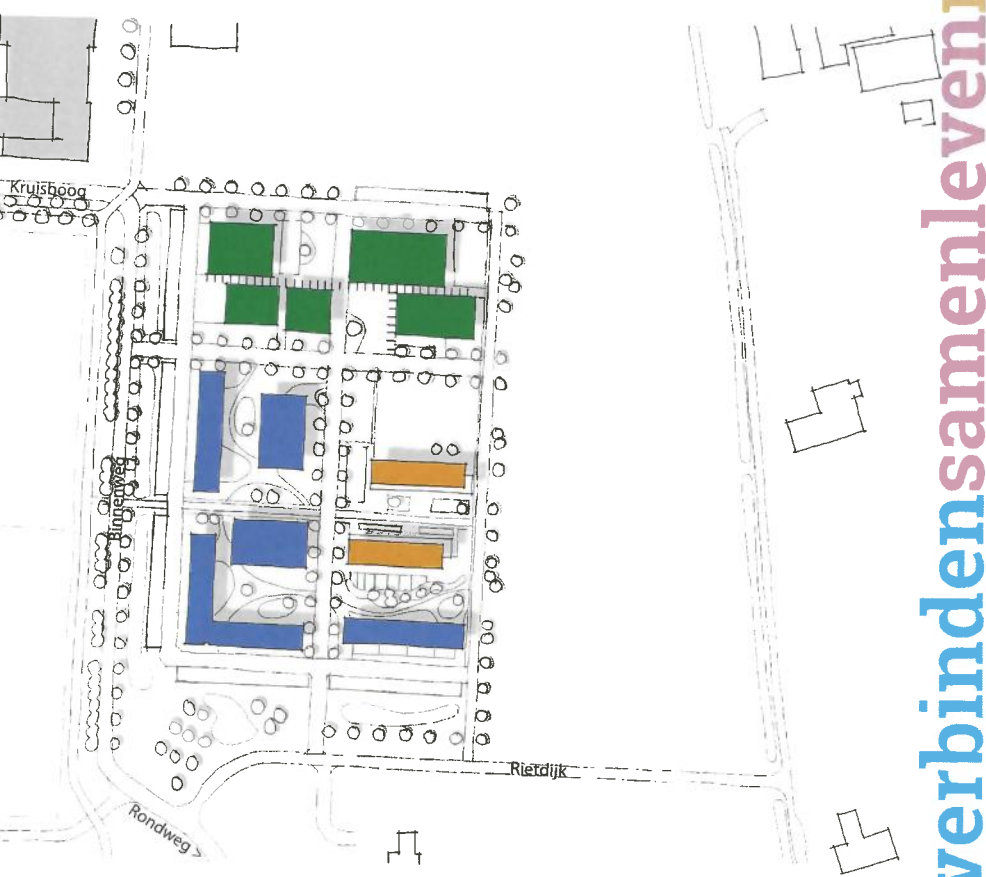 Kruisboog
Binnenweg
Rietdijk
Rondweg >
verbindensamenleven